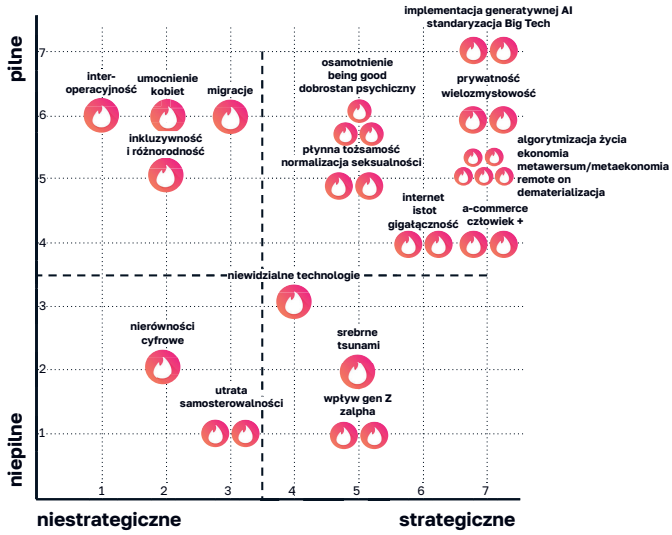 implementacja generatywnej AI
standaryzacja Big Tech
pilne
7
inter-
operacyjność
umocnienie
kobiet
migracje
osamotnienie
being good
dobrostan psychiczny
prywatność
wielozmysłowość
6
inkluzywność
i różnorodność
płynna tożsamość
normalizacja seksualności
algorytmizacja życia
ekonomia
metawersum/metaekonomia
remote on
dematerializacja
5
internet
istot
gigałączność
a-commerce
człowiek +
4
newidzialne technologie
3
nierówności
cyfrowe
srebrne
tsunami
2
utrata
samosterowalności
wpływ gen Z
zalpha
1
niepilne
1 2 3 4 5 6 7
niestrategiczne
strategiczne